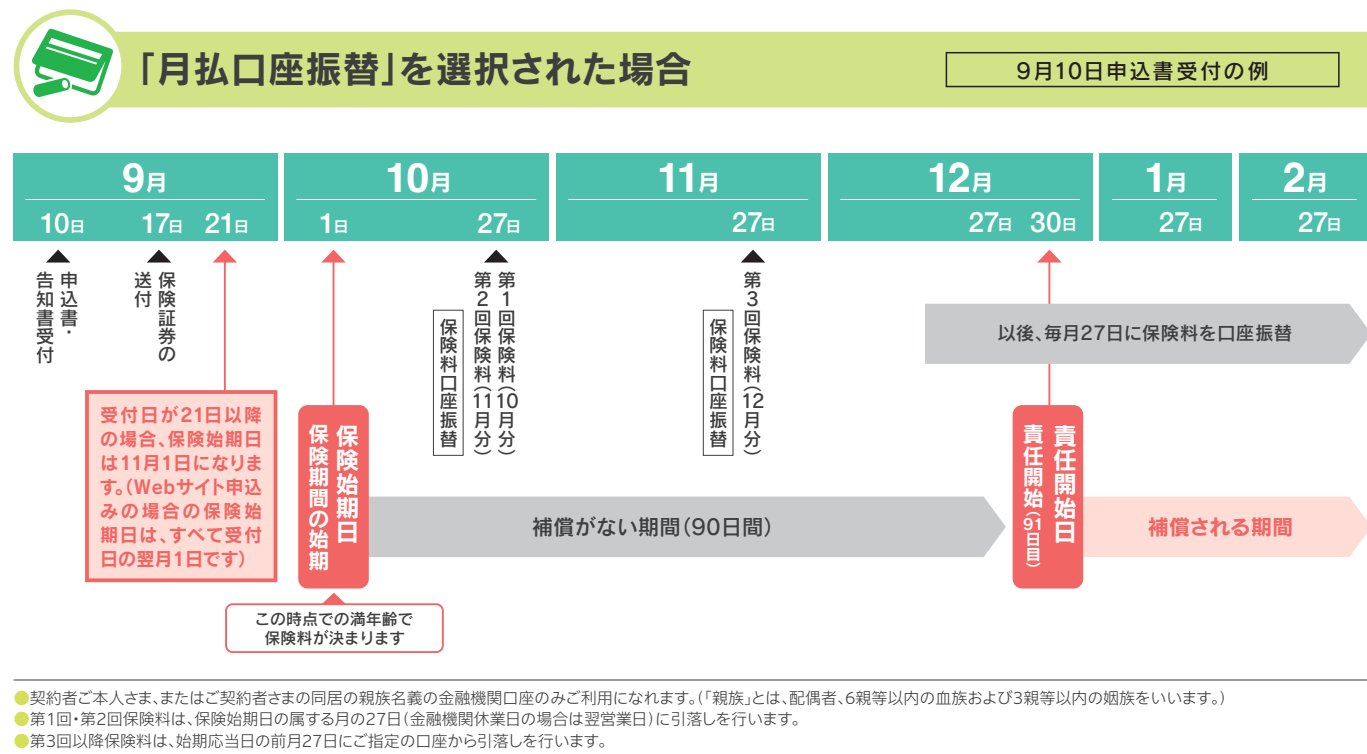 「月払口座振替」を選択された場合
9月10日申込書受付の例
9月
10月
11月
12月
1月
2月
10日
17日
21日
1日
27日
27日
27日
30日
27日
27日
申込書・
告知書受付
保険証券の
送付
第1回保険料(10月分)
第2回保険料(11月分)
保険料口座振替
第3回保険料(12月分)
保険料口座振替
以後、毎月27日に保険料を口座振替
受付日が21日以降
の場合、保険始期日
は11月1日になりま
す。(Webサイト申込
みの場合の保険始
期日は、すべて受付
日の翌月1日です)
保険始期日
保険期間の始期
補償がない期間(90日間)
責任開始日
責任開始(91日目)
補償される期間
この時点での満年齢で
保険料が決まります
●契約者ご本人さま、またはご契約者さまの同居の親族名義の金融機関口座のみご利用になれます。(「親族」とは、配偶者、6親等以内の血族および3親等以内の姻族をいいます。)
●第1回・第2回保険料は、保険始期日の属する月の27日(金融機関休業日の場合は翌営業日)に引落しを行います。
●第3回以降保険料は、始期応当日の前月27日にご指定の口座から引落しを行います。